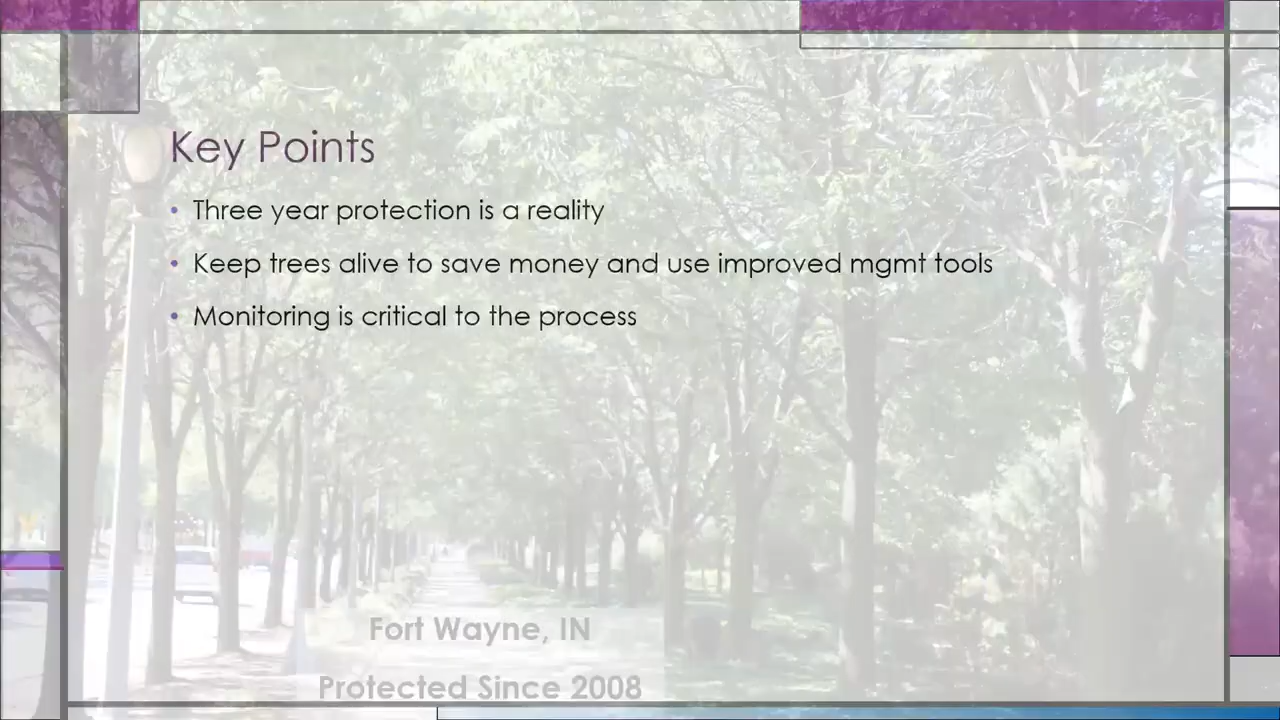 Key Points
• Three year protection is a reality
• Keep trees alive to save money and use improved mgmt tools
• Monitoring is critical to the process
Fort Wayne, IN
Protected Since 2008